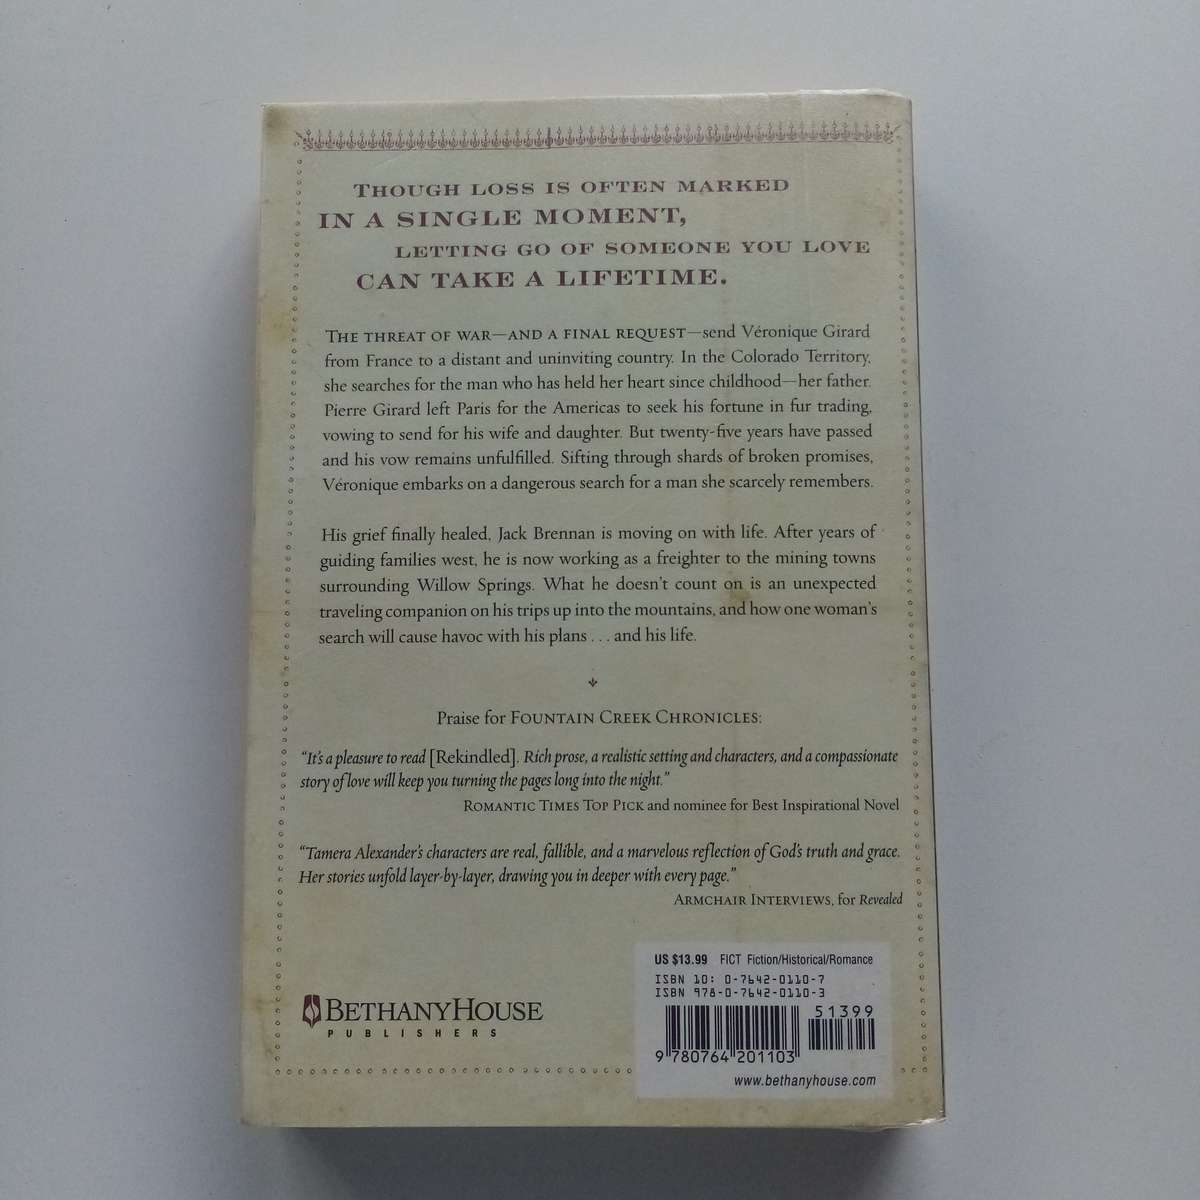 THOUGH LOSS IS OFTEN MARKED
IN A SINGLE MOMENT,
LETTING GO OF SOMEONE YOU LOVE
CAN TAKE A LIFETIME.
THE THREAT OF WAR—AND A FINAL REQUEST—send Véronique Girard
from France to a distant and uninviting country. In the Colorado Territory,
she searches for the man who has held her heart since childhood—her father.
Pierre Girard left Paris for the Americas to seek his fortune in fur trading,
vowing to send for his wife and daughter. But twenty-five years have passed
and his vow remains unfulfilled. Sifting through shards of broken promises,
Véronique embarks on a dangerous search for a man she scarcely remembers.
His grief finally healed, Jack Brennan is moving on with life. After years of
guiding families west, he is now working as a freighter to the mining towns
surrounding Willow Springs. What he doesn't count on is an unexpected
traveling companion on his trips up into the mountains, and how one woman's
search will cause havoc with his plans . . . and his life.
Praise for FOUNTAIN CREEK CHRONICLES:
"It's a pleasure to read [Rekindled]. Rich prose, a realistic setting and characters, and a compassionate
story of love will keep you turning the pages long into the night."
ROMANTIC TIMES TOP PICK and nominee for Best Inspirational Novel
"Tamera Alexander's characters are real, fallible, and a marvelous reflection of God's truth and grace.
Her stories unfold layer-by-layer, drawing you in deeper with every page."
ARMCHAIR INTERVIEWS, for Revealed
US $13.99 FICT Fiction/Historical/Romance
ISBN 10: 0-7642-0110-7
ISBN 978-0-7642-0110-3
51399
9 780764 201103
www.bethanyhouse.com
BETHANYHOUSE
PUBLISHERS